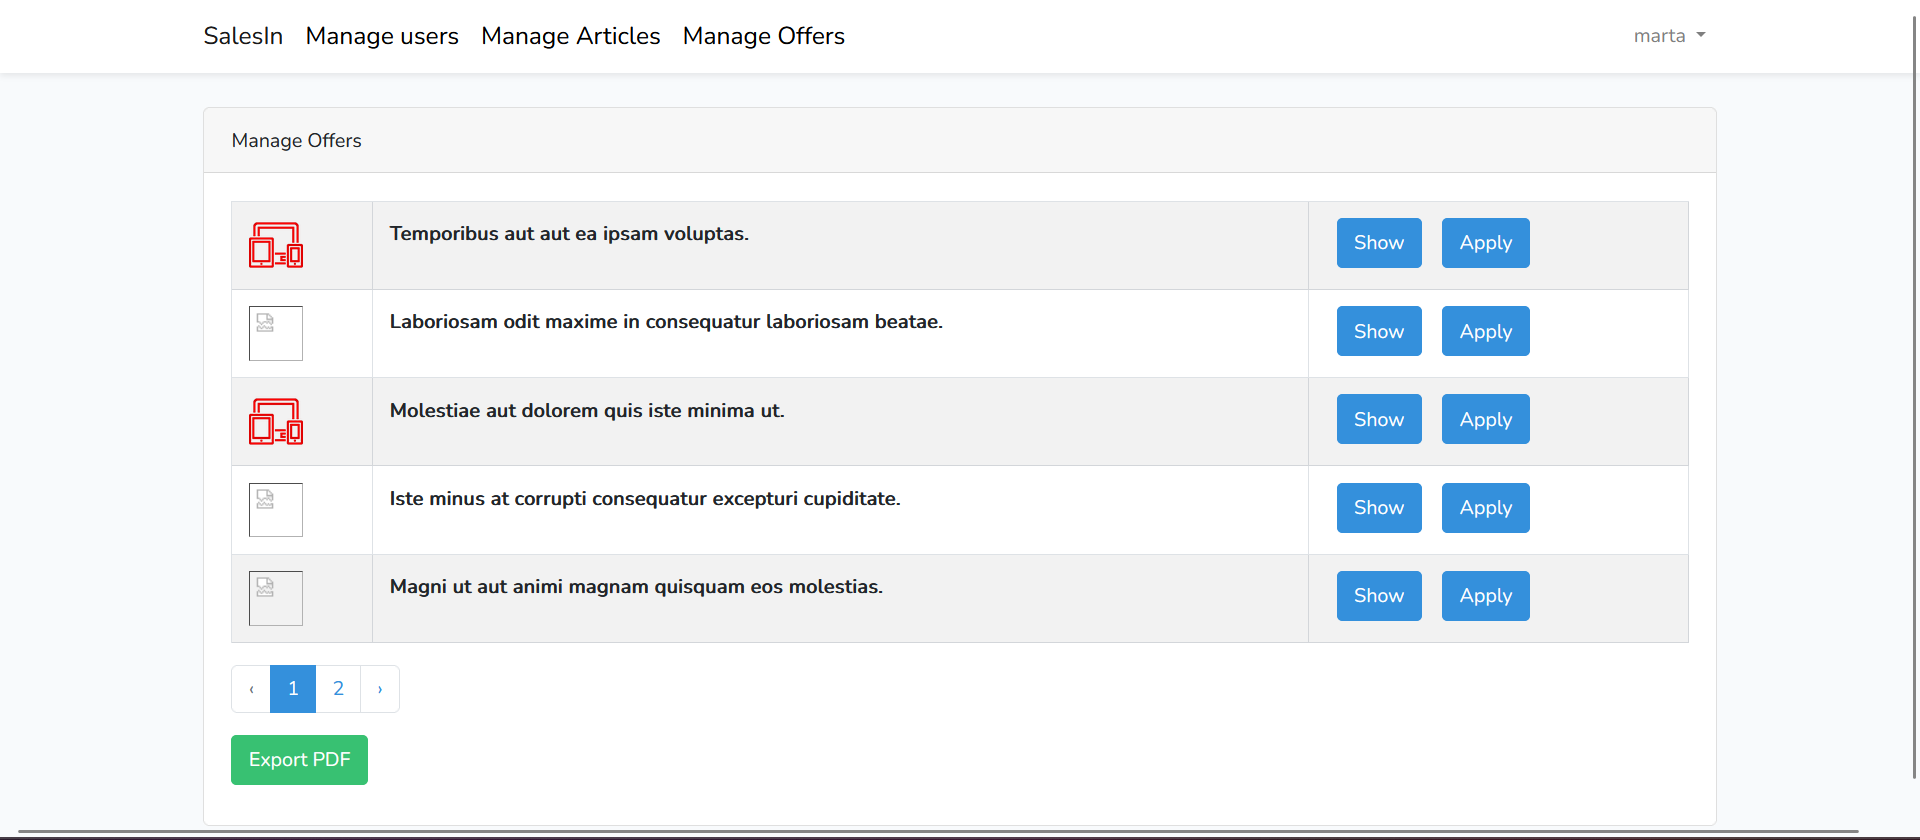 SalesIn Manage users Manage Articles Manage Offers marta
Manage Offers
Temporibus aut aut ea ipsam voluptas. Show Apply
Laboriosam odit maxime in consequatur laboriosam beatae. Show Apply
Molestiae aut dolorem quis iste minima ut. Show Apply
Iste minus at corrupti consequatur excepturi cupiditate. Show Apply
Magni ut aut animi magnam quisquam eos molestias. Show Apply
‹ 1 2 ›
Export PDF